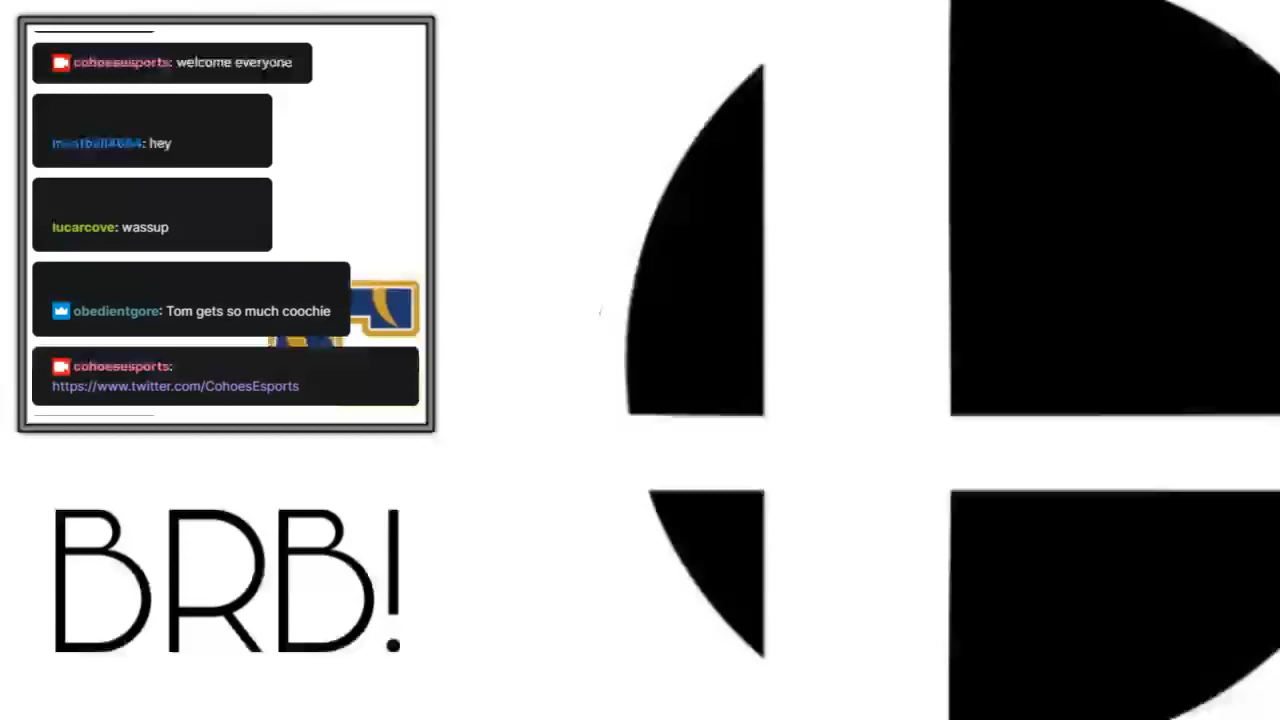 cohoesesports: welcome everyone
meatball4684: hey
lucarcove: wassup
obedientgore: Tom gets so much coochie
cohoesesports:
https://www.twitter.com/CohoesEsports
BRB!